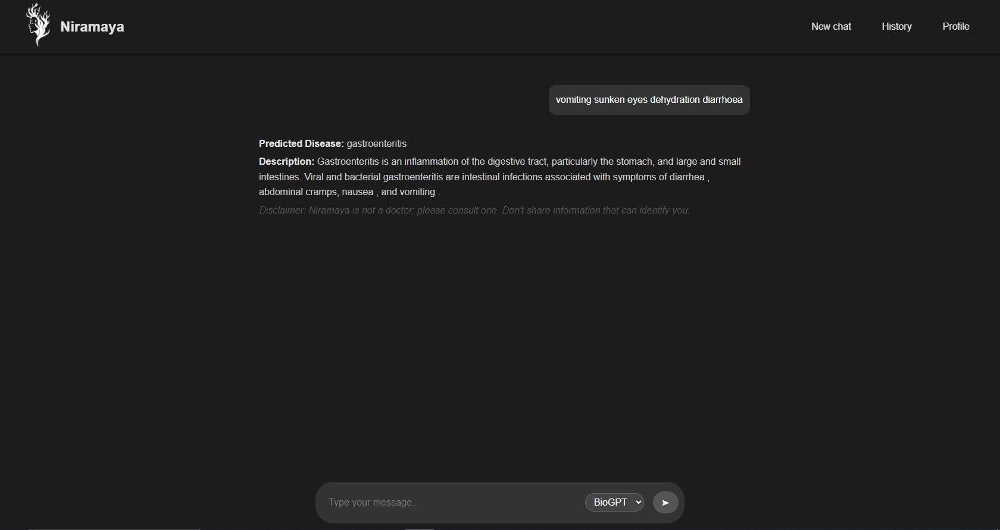 Niramaya
New chat
History
Profile
vomiting sunken eyes dehydration diarrhoea
Predicted Disease: gastroenteritis
Description: Gastroenteritis is an inflammation of the digestive tract, particularly the stomach, and large and small
intestines. Viral and bacterial gastroenteritis are intestinal infections associated with symptoms of diarrhea ,
abdominal cramps, nausea , and vomiting .
Disclaimer: Niramaya is not a doctor; please consult one. Don't share information that can identify you.
Type your message...
BioGPT